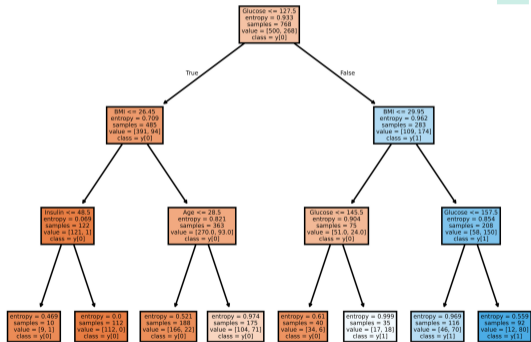 Glucose <= 127.5
entropy = 0.933
samples = 768
value = [500, 268]
class = y[0]
True
False
BMI <= 26.45
entropy = 0.709
samples = 485
value = [391, 94]
class = y[0]
BMI <= 29.95
entropy = 0.962
samples = 283
value = [109, 174]
class = y[1]
Insulin <= 48.5
entropy = 0.069
samples = 122
value = [121, 1]
class = y[0]
Age <= 28.5
entropy = 0.821
samples = 363
value = [270.0, 93.0]
class = y[0]
Glucose <= 145.5
entropy = 0.904
samples = 75
value = [51.0, 24.0]
class = y[0]
Glucose <= 157.5
entropy = 0.854
samples = 208
value = [58, 150]
class = y[1]
entropy = 0.469
samples = 10
value = [9, 1]
class = y[0]
entropy = 0.0
samples = 112
value = [112, 0]
class = y[0]
entropy = 0.521
samples = 188
value = [166, 22]
class = y[0]
entropy = 0.974
samples = 175
value = [104, 71]
class = y[0]
entropy = 0.61
samples = 40
value = [34, 6]
class = y[0]
entropy = 0.999
samples = 35
value = [17, 18]
class = y[1]
entropy = 0.969
samples = 116
value = [46, 70]
class = y[1]
entropy = 0.559
samples = 92
value = [12, 80]
class = y[1]